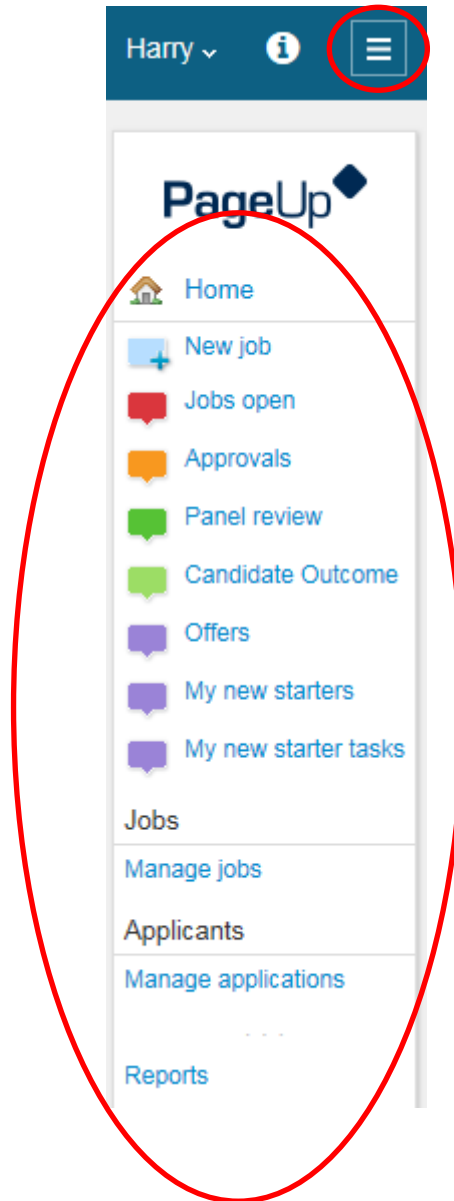 Harry
PageUp
Home
New job
Jobs open
Approvals
Panel review
Candidate Outcome
Offers
My new starters
My new starter tasks
Jobs
Manage jobs
Applicants
Manage applications
. . .
Reports